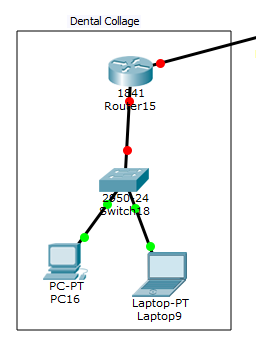 Dental Collage
1841
Router15
2950-24
Switch18
PC-PT
PC16
Laptop-PT
Laptop9